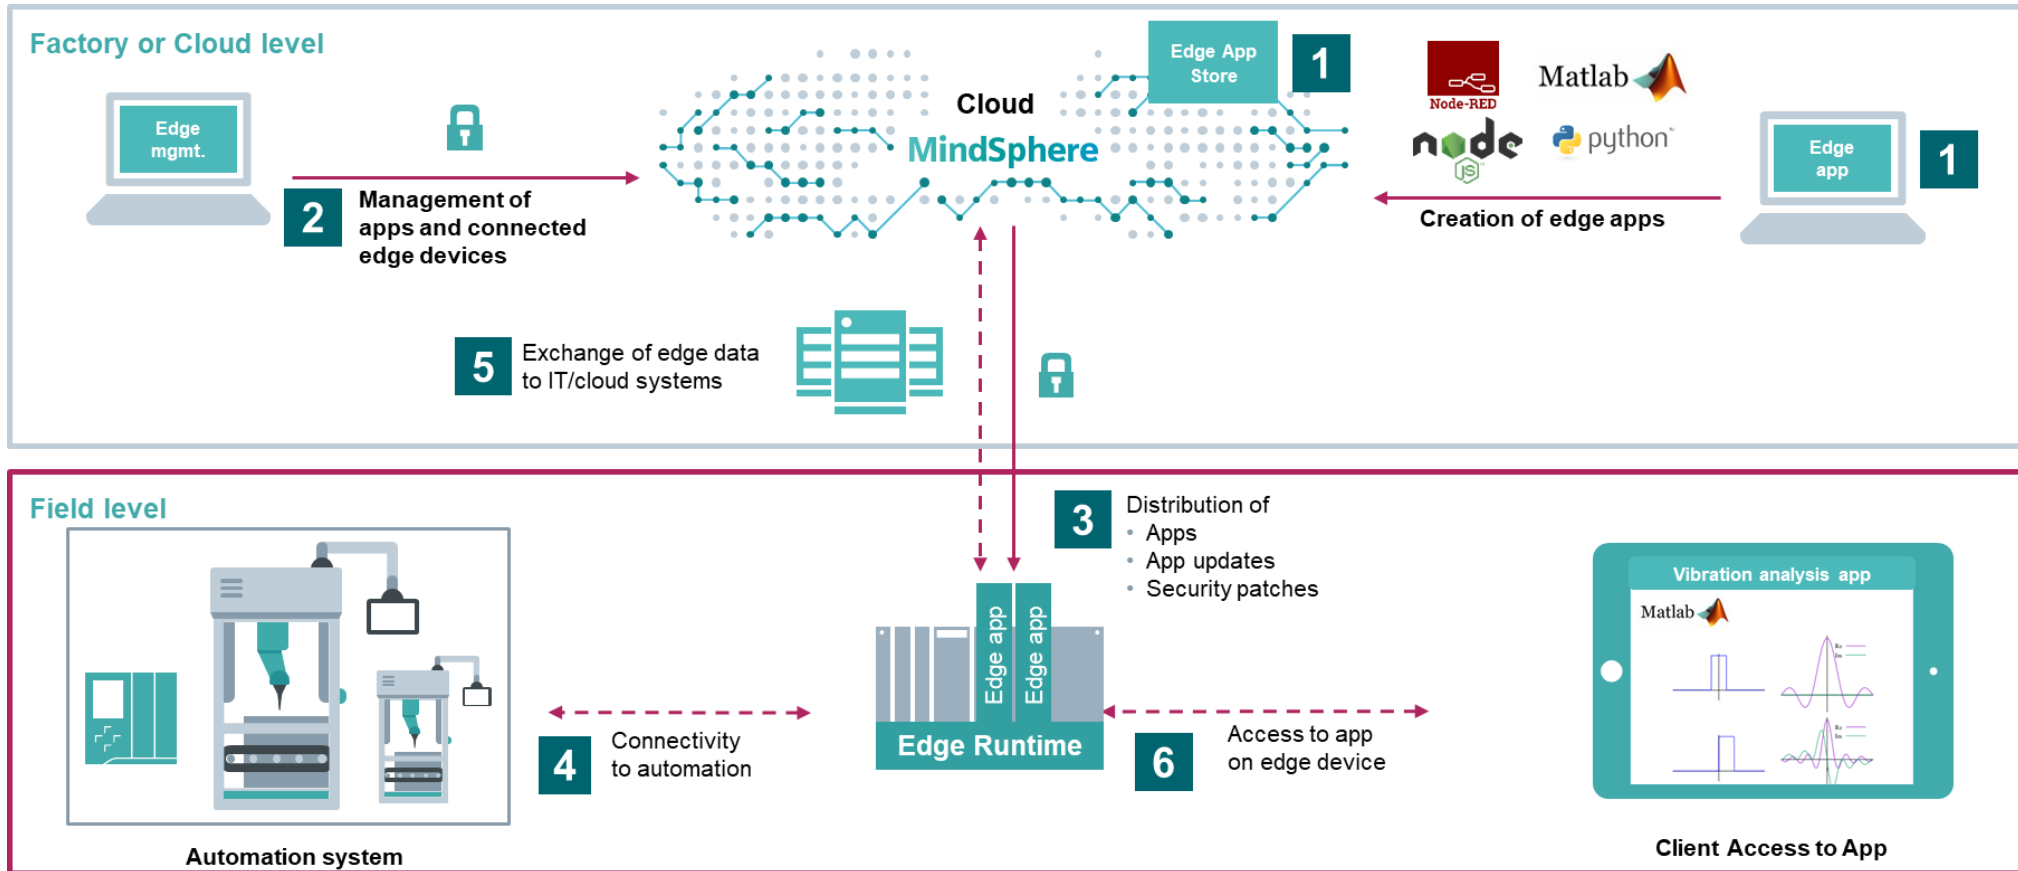 Factory or Cloud level
Edge
mgmt.
2
Management of
apps and connected
edge devices
Cloud
MindSphere
Edge App
Store
1
Node-RED
Matlab
node
JS
python
Edge
app
1
Creation of edge apps
5
Exchange of edge data
to IT/cloud systems
Field level
3
Distribution of
• Apps
• App updates
• Security patches
Edge app
Edge app
Edge Runtime
4
Connectivity
to automation
6
Access to app
on edge device
Vibration analysis app
Matlab
Automation system
Client Access to App